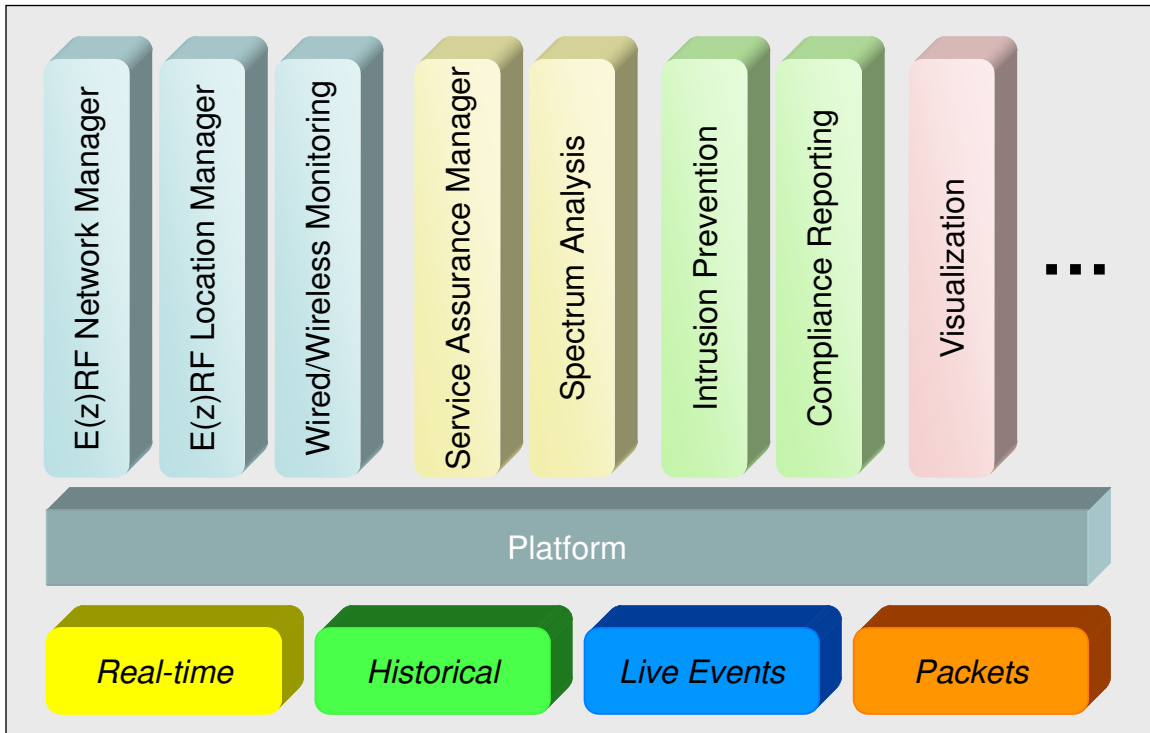 E(z)RF Network Manager
E(z)RF Location Manager
Wired/Wireless Monitoring
Service Assurance Manager
Spectrum Analysis
Intrusion Prevention
Compliance Reporting
Visualization
...
Platform
Real-time
Historical
Live Events
Packets